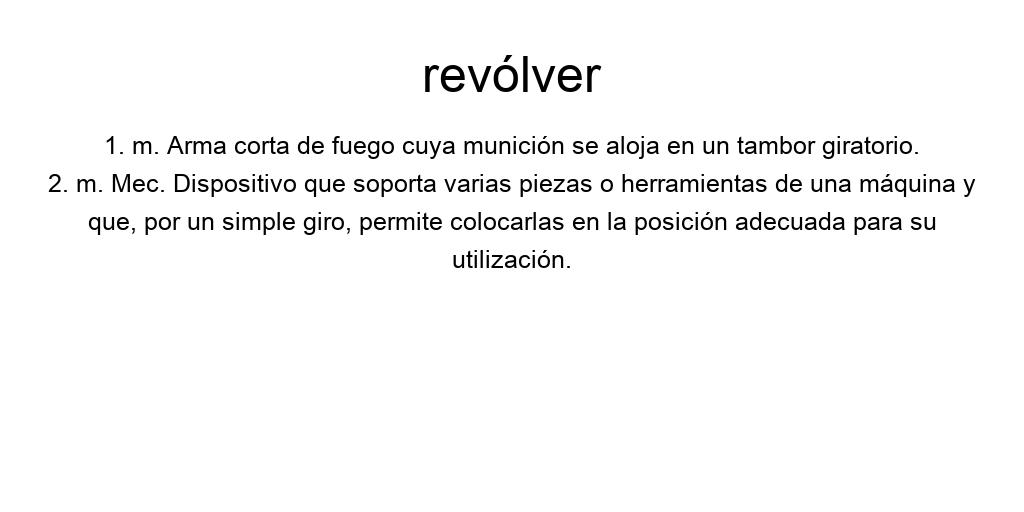 revólver
1. m. Arma corta de fuego cuya munición se aloja en un tambor giratorio.
2. m. Mec. Dispositivo que soporta varias piezas o herramientas de una máquina y
que, por un simple giro, permite colocarlas en la posición adecuada para su
utilización.